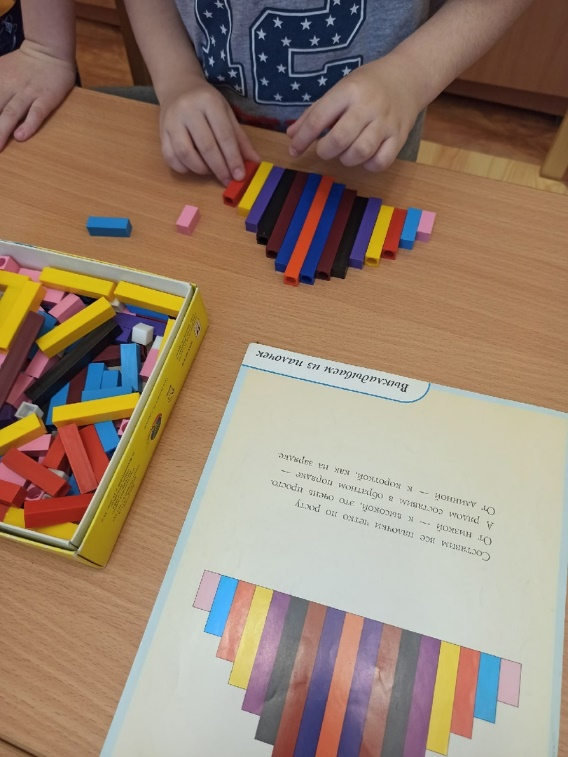 Выкладываем из палочек
Составим все палочки четко по росту
От низкой — к высокой, это очень просто.
А рядом составим в обратном порядке —
От длинной — к короткой, как на зарядке